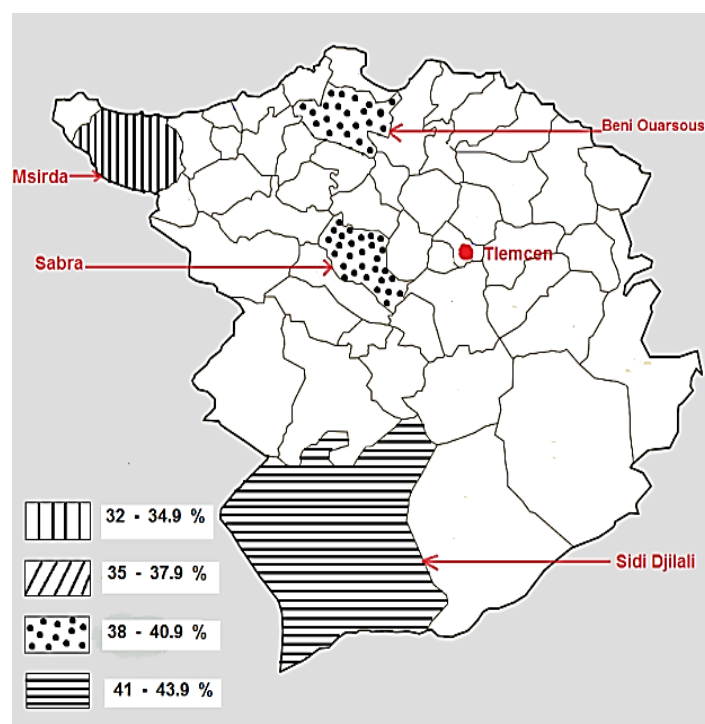 Beni Ouarsous
Msirda
Tlemcen
Sabra
32 - 34.9 %
35 - 37.9 %
Sidi Djilali
38 - 40.9 %
41 - 43.9 %